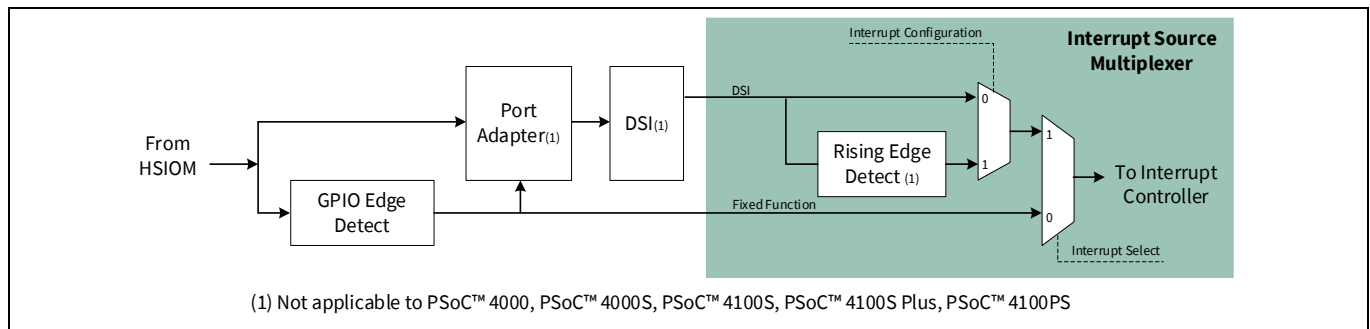 Interrupt Configuration
Interrupt Source
Multiplexer
From
HSIOM
Port
Adapter(1)
DSI(1)
DSI
0
1
Rising Edge
Detect (1)
1
0
To Interrupt
Controller
GPIO Edge
Detect
Fixed Function
Interrupt Select
(1) Not applicable to PSoC™ 4000, PSoC™ 4000S, PSoC™ 4100S, PSoC™ 4100S Plus, PSoC™ 4100PS